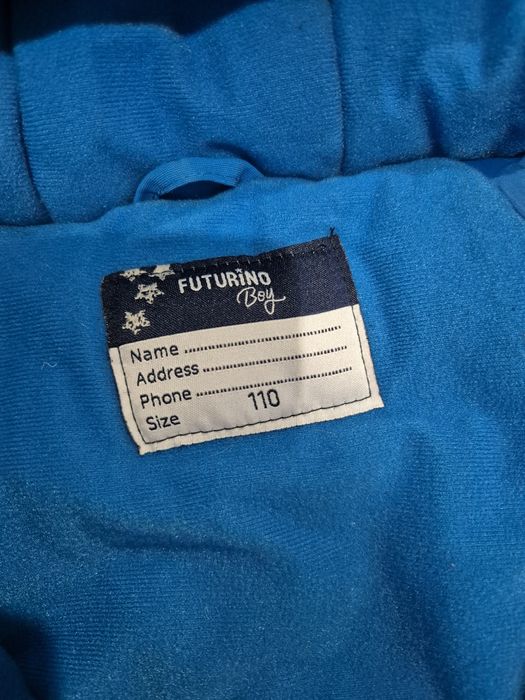 FUTURiNO
Boy
Name
Address
Phone
Size 110